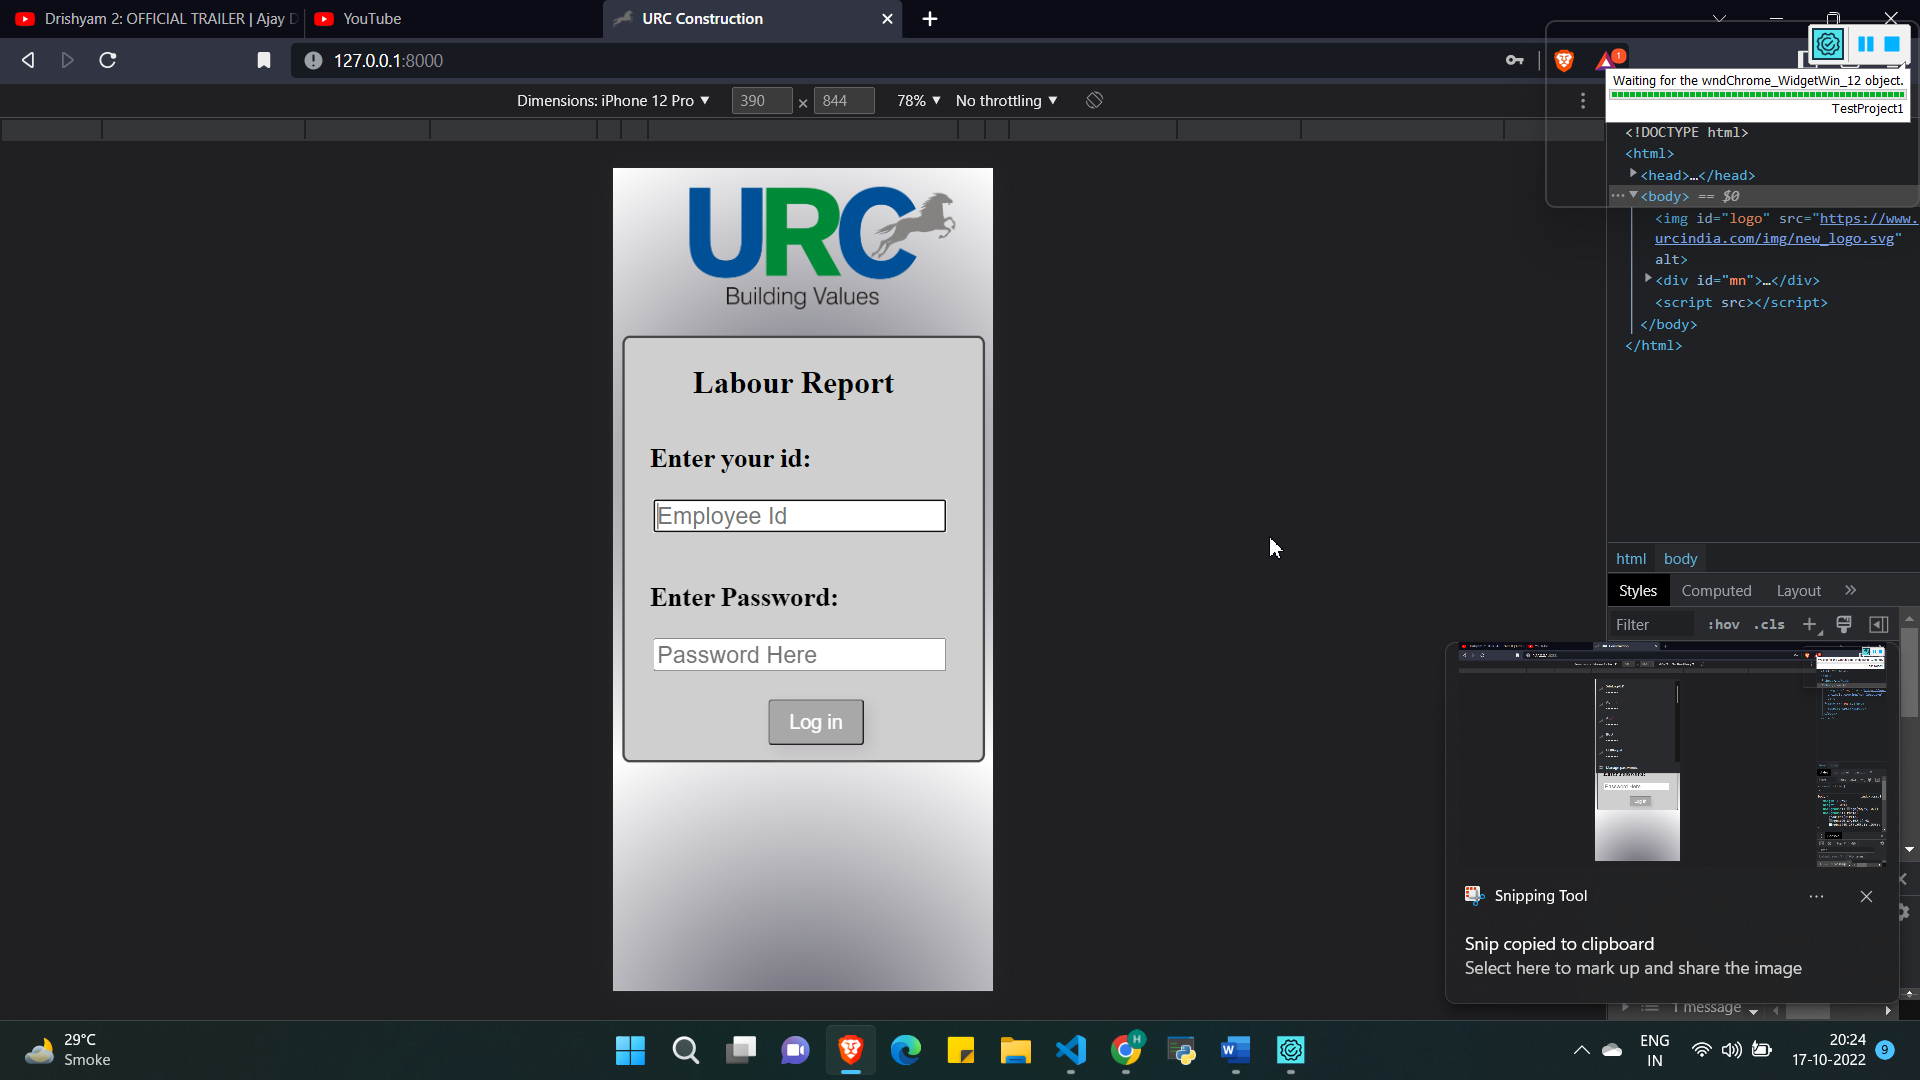 Drishyam 2: OFFICIAL TRAILER | Ajay D
YouTube
URC Construction
127.0.0.1:8000
1
Waiting for the wndChrome_WidgetWin_12 object.
TestProject1
Dimensions: iPhone 12 Pro
390
x
844
78%
No throttling
<!DOCTYPE html>
<html>
<head>…</head>
<body> == $0
<img id="logo" src="https://www.
urcindia.com/img/new_logo.svg"
alt>
<div id="mn">…</div>
<script src></script>
</body>
</html>
URC
Building Values
Labour Report
Enter your id:
Employee Id
Enter Password:
Password Here
Log in
html
body
Styles
Computed
Layout
Filter
:hov
.cls
Snipping Tool
Snip copied to clipboard
Select here to mark up and share the image
1 message
29°C
Smoke
H
ENG
IN
20:24
17-10-2022
9